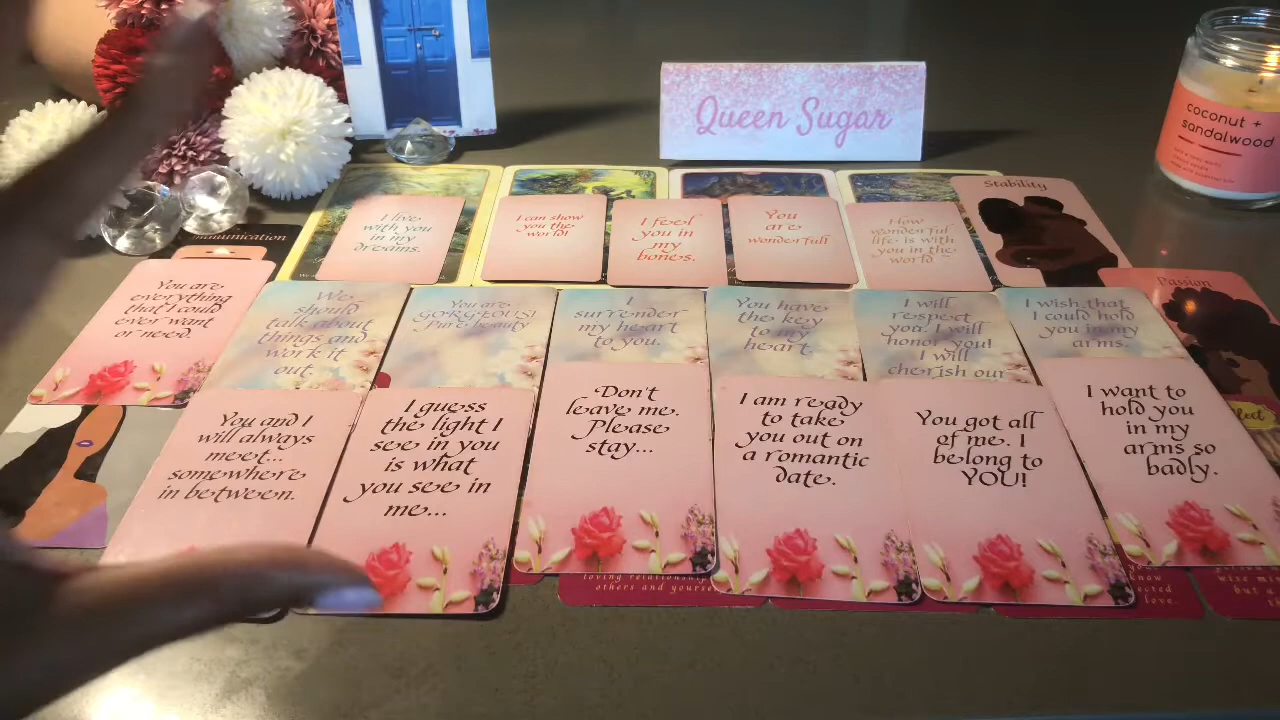 Queen Sugar
coconut +
sandalwood
Stability
I live
with you
in my
dreams.
I can show
you the
world!
I feel
you in
my
bones.
You
are
wonderful!
How
wonderful
life is with
you in the
world.
Passion
You are
everything
that I could
ever want
or need.
We
should
talk about
things and
work it
out.
You are
GORGEOUS!
Pure beauty
I
surrender
my heart
to you.
You have
the key
to my
heart.
I will
respect
you. I will
honor you!
I will
cherish our
I wish that
I could hold
you in my
arms.
You and I
will always
meet...
somewhere
in between.
I guess
the light I
see in you
is what
you see in
me...
Don't
leave me.
Please
stay...
I am ready
to take
you out on
a romantic
date.
You got all
of me. I
belong to
YOU!
I want to
hold you
in my
arms so
badly.
others and yourse
love.